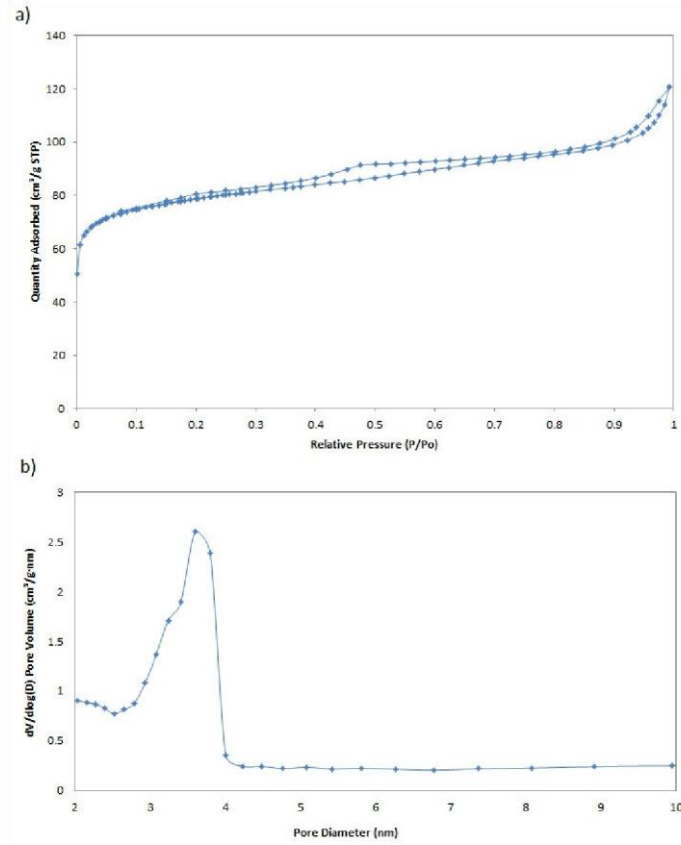 a)
140
120
100
80
60
40
20
0
Quantity Adsorbed (cm³/g STP)
0 0.1 0.2 0.3 0.4 0.5 0.6 0.7 0.8 0.9 1
Relative Pressure (P/Po)
b)
3
2.5
2
1.5
1
0.5
0
dV/dlog(D) Pore Volume (cm³/g·nm)
2 3 4 5 6 7 8 9 10
Pore Diameter (nm)